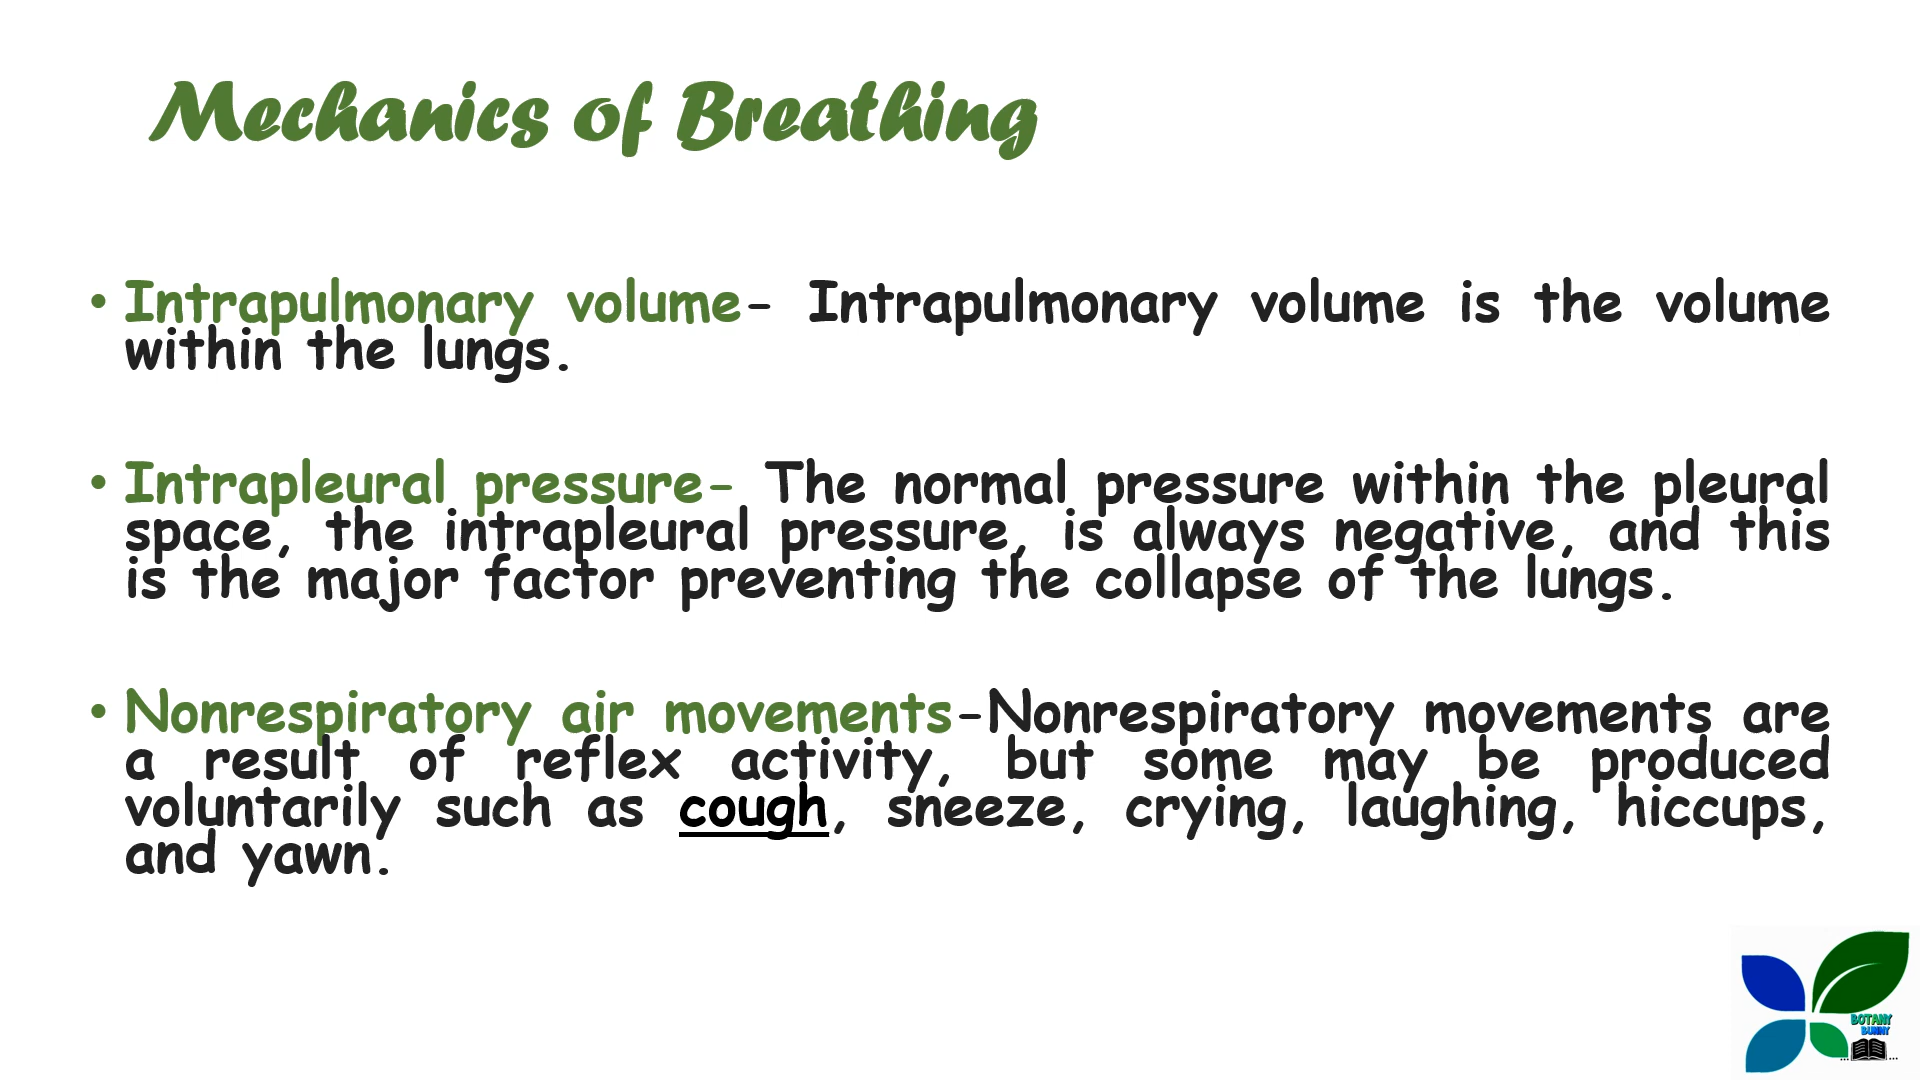 Mechanics of Breathing
• Intrapulmonary volume- Intrapulmonary volume is the volume
within the lungs.
• Intrapleural pressure- The normal pressure within the pleural
space, the intrapleural pressure, is always negative, and this
is the major factor preventing the collapse of the lungs.
• Nonrespiratory air movements-Nonrespiratory movements are
a result of reflex activity, but some may be produced
voluntarily such as cough, sneeze, crying, laughing, hiccups,
and yawn.
BOTANY
BUNNY